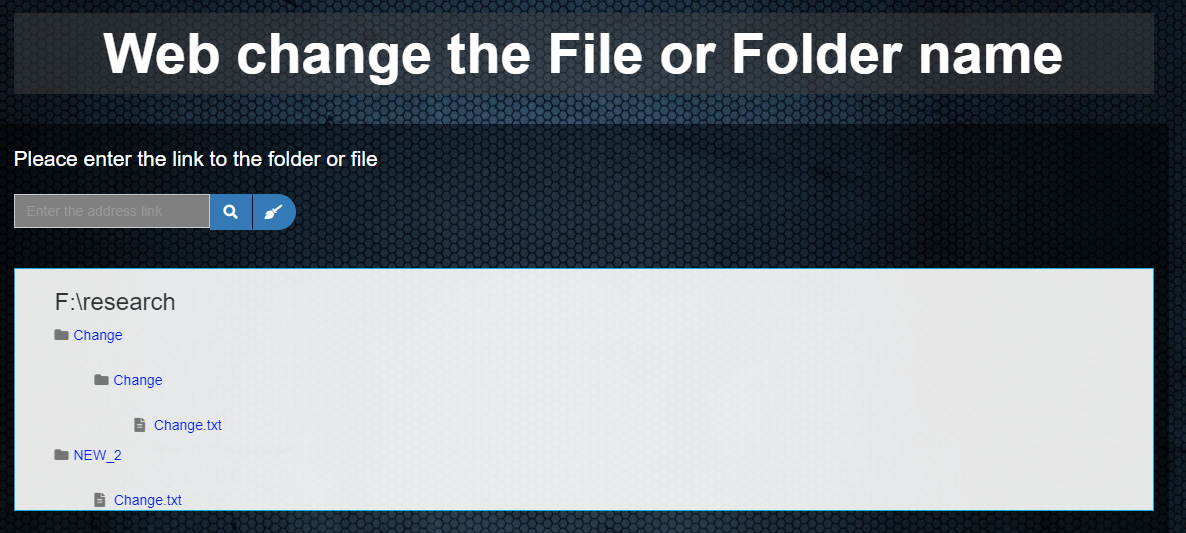 Web change the File or Folder name
Pleace enter the link to the folder or file
Enter the address link
F:\research
Change
Change
Change.txt
NEW_2
Change.txt